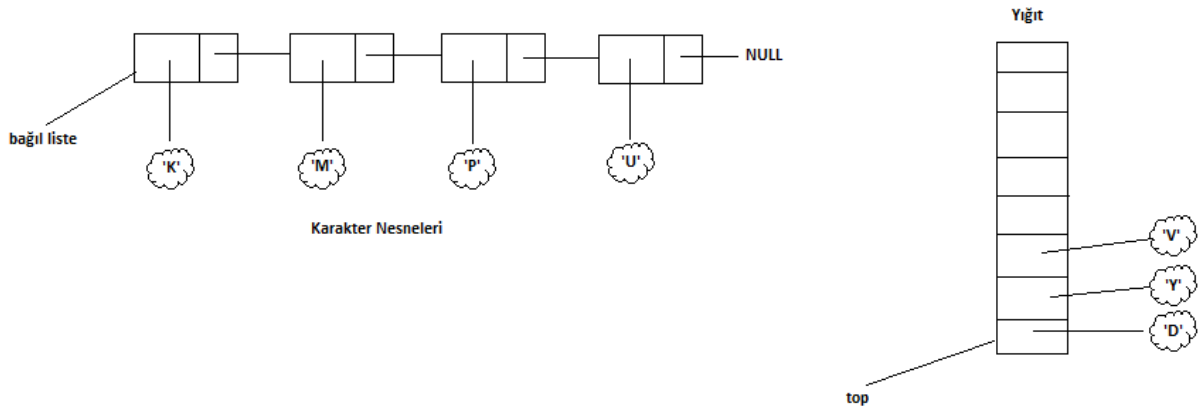 Yığıt
NULL
bağıl liste
'K'
'M'
'P'
'U'
Karakter Nesneleri
'V'
'Y'
'D'
top